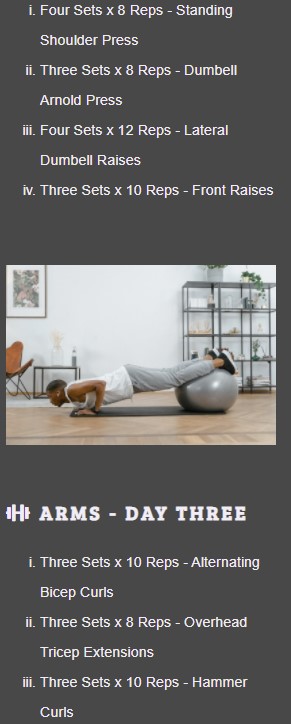 i. Four Sets x 8 Reps - Standing
Shoulder Press
ii. Three Sets x 8 Reps - Dumbell
Arnold Press
iii. Four Sets x 12 Reps - Lateral
Dumbell Raises
iv. Three Sets x 10 Reps - Front Raises
ARMS - DAY THREE
i. Three Sets x 10 Reps - Alternating
Bicep Curls
ii. Three Sets x 8 Reps - Overhead
Tricep Extensions
iii. Three Sets x 10 Reps - Hammer
Curls